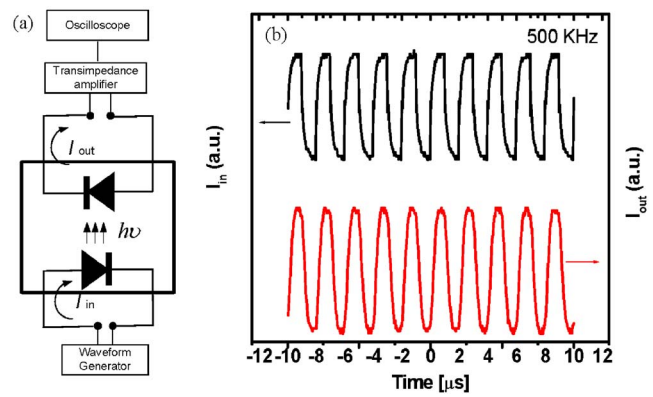 (a)
Oscilloscope
Transimpedance
amplifier
I out
hυ
I in
Waveform
Generator
(b)
500 KHz
I in (a.u.)
I out (a.u.)
-12 -10 -8 -6 -4 -2 0 2 4 6 8 10 12
Time [µs]